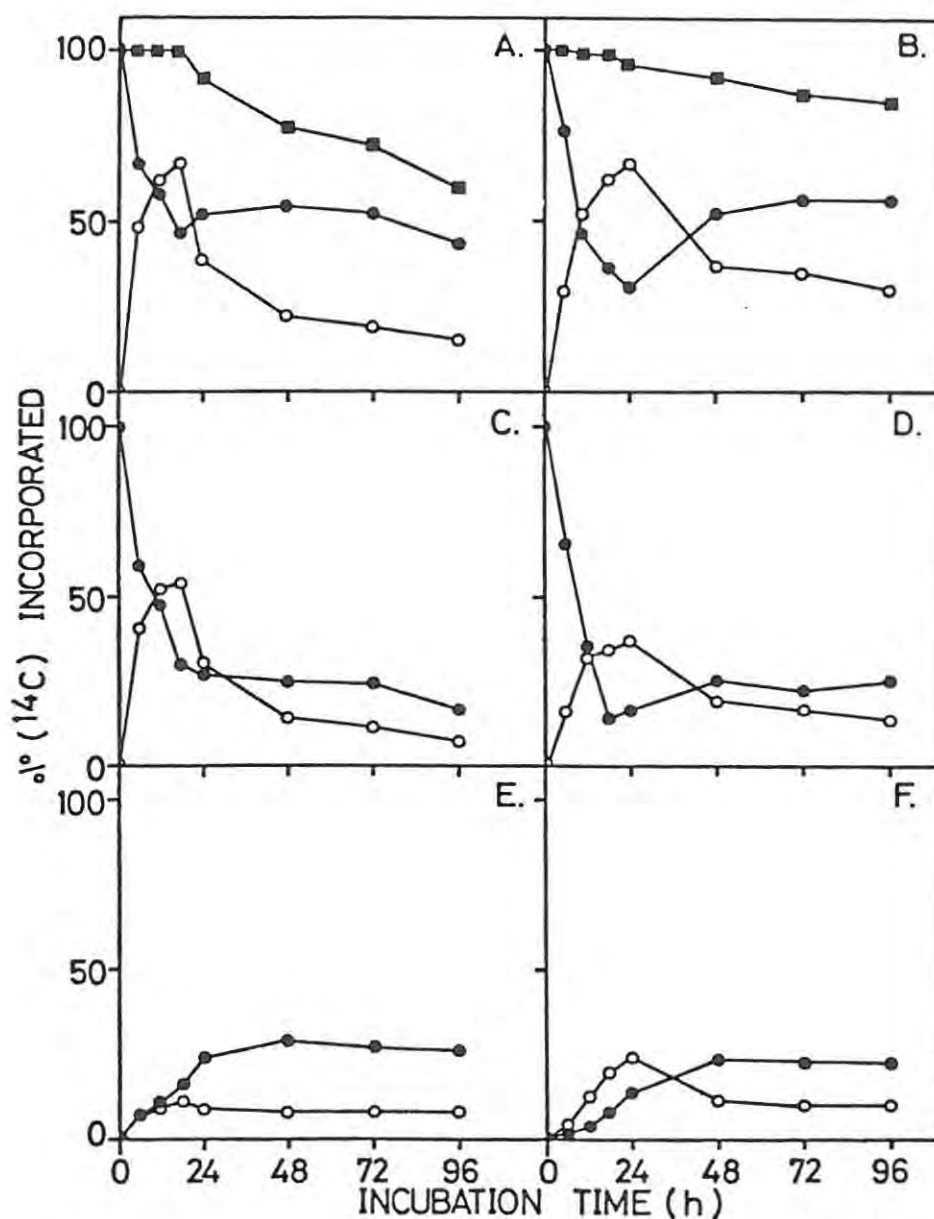 A.
B.
100
50
0
C.
D.
100
50
0
E.
F.
100
50
0
0 24 48 72 96
0 24 48 72 96
INCUBATION TIME (h)
% (14C) INCORPORATED